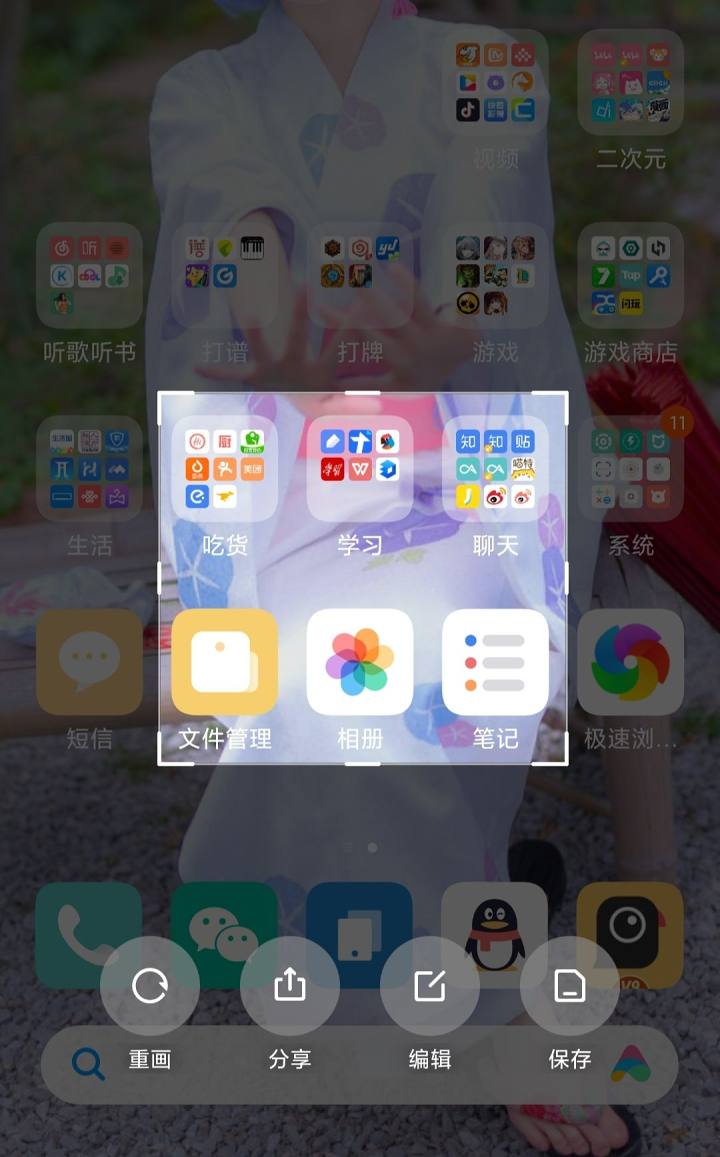 视频
二次元
听歌听书
打谱
打牌
游戏
游戏商店
11
生活
吃货
学习
聊天
系统
短信
文件管理
相册
笔记
极速浏…
重画
分享
编辑
保存